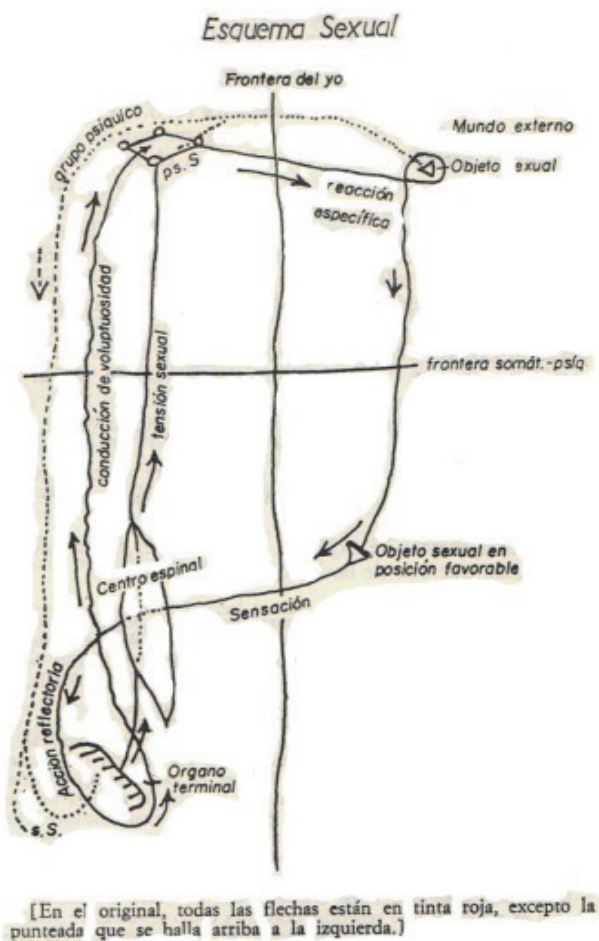 Esquema Sexual
Frontera del yo
grupo psíquico
Mundo externo
ps. S
Objeto exual
reacción
específica
conducción de voluptuosidad
tensión sexual
frontera somát.-psíq
Centro espinal
Objeto sexual en
posición favorable
Sensación
Acción reflectoria
Organo
terminal
s. S.
[En el original, todas las flechas están en tinta roja, excepto la
punteada que se halla arriba a la izquierda.]